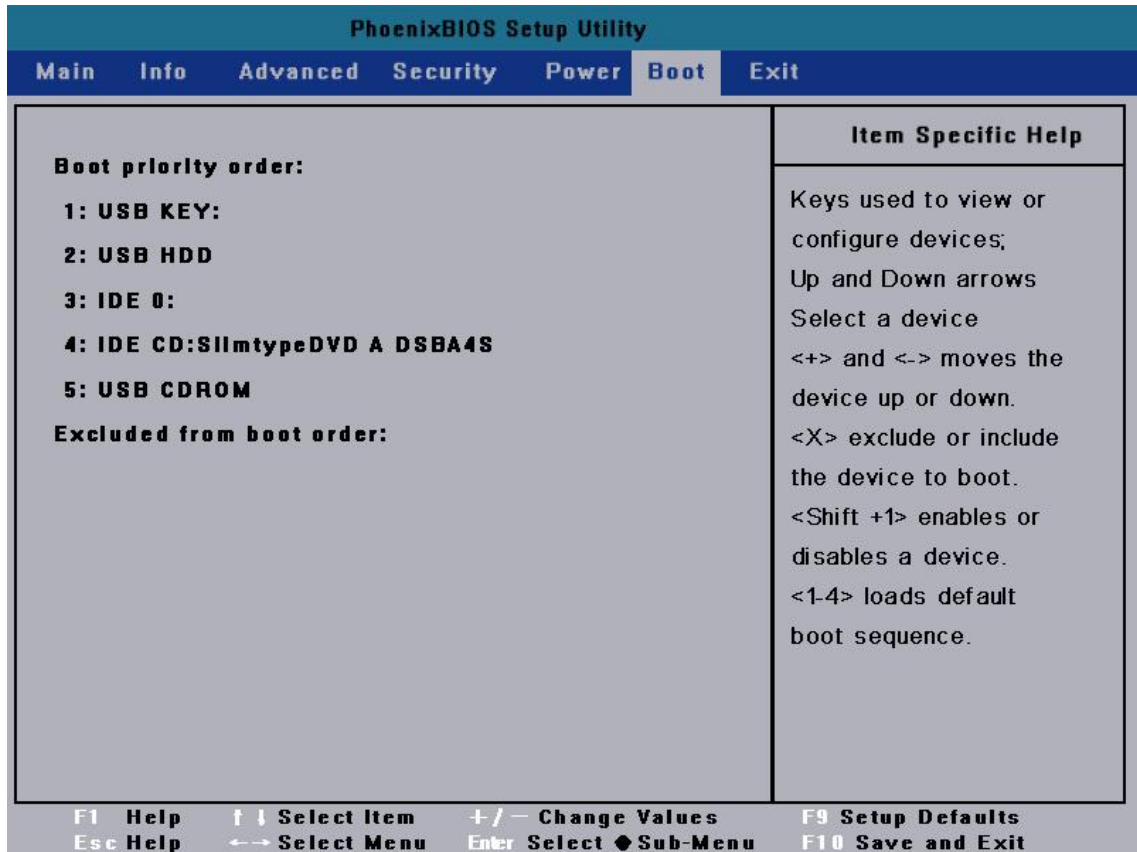 PhoenixBIOS Setup Utility
Main Info Advanced Security Power Boot Exit
Boot priority order:
1: USB KEY:
2: USB HDD
3: IDE 0:
4: IDE CD:SlimtypeDVD A DSBA4S
5: USB CDROM
Excluded from boot order:
Item Specific Help
Keys used to view or
configure devices;
Up and Down arrows
Select a device
<+> and <-> moves the
device up or down.
<X> exclude or include
the device to boot.
<Shift +1> enables or
disables a device.
<1-4> loads default
boot sequence.
F1 Help ↑↓ Select Item +/- Change Values F9 Setup Defaults
Esc Help ←→ Select Menu Enter Select ◆ Sub-Menu F10 Save and Exit